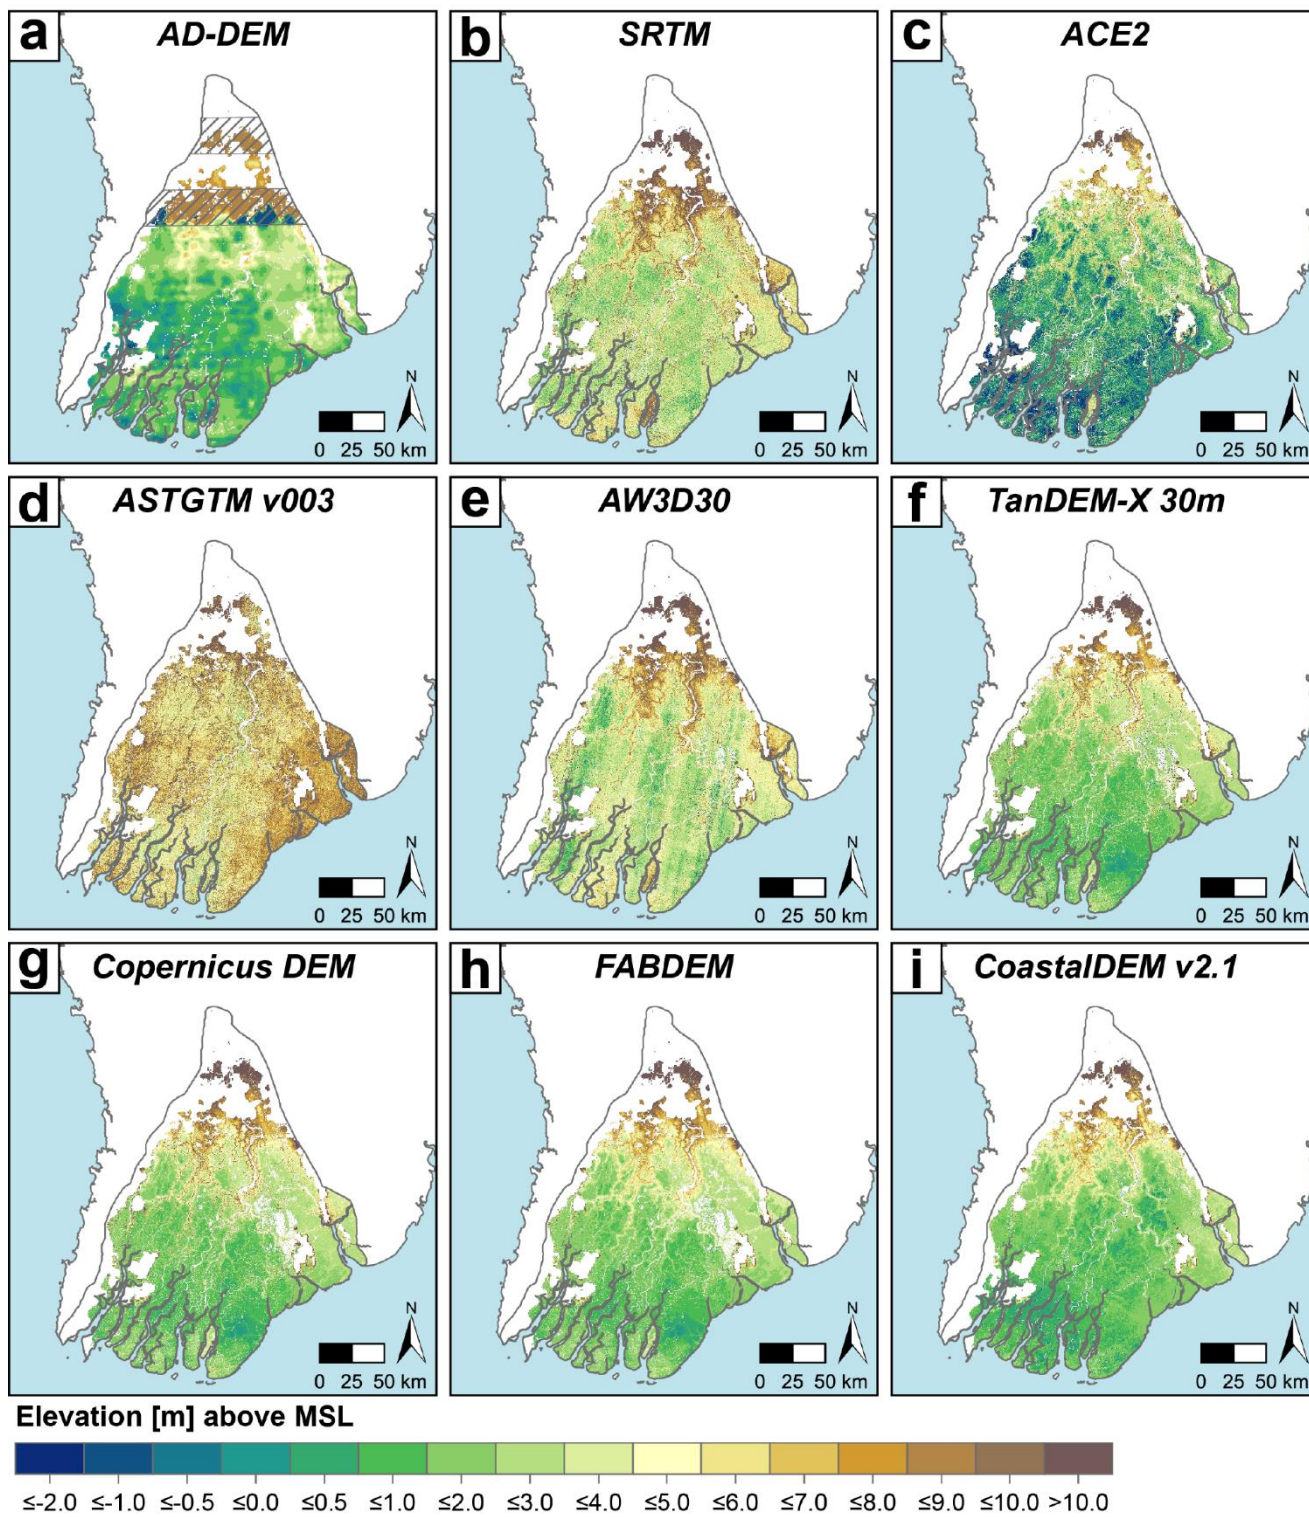 a AD-DEM
N
0 25 50 km
b SRTM
N
0 25 50 km
c ACE2
N
0 25 50 km
d ASTGTM v003
N
0 25 50 km
e AW3D30
N
0 25 50 km
f TanDEM-X 30m
N
0 25 50 km
g Copernicus DEM
N
0 25 50 km
h FABDEM
N
0 25 50 km
i CoastalDEM v2.1
N
0 25 50 km
Elevation [m] above MSL
≤-2.0 ≤-1.0 ≤-0.5 ≤0.0 ≤0.5 ≤1.0 ≤2.0 ≤3.0 ≤4.0 ≤5.0 ≤6.0 ≤7.0 ≤8.0 ≤9.0 ≤10.0 >10.0